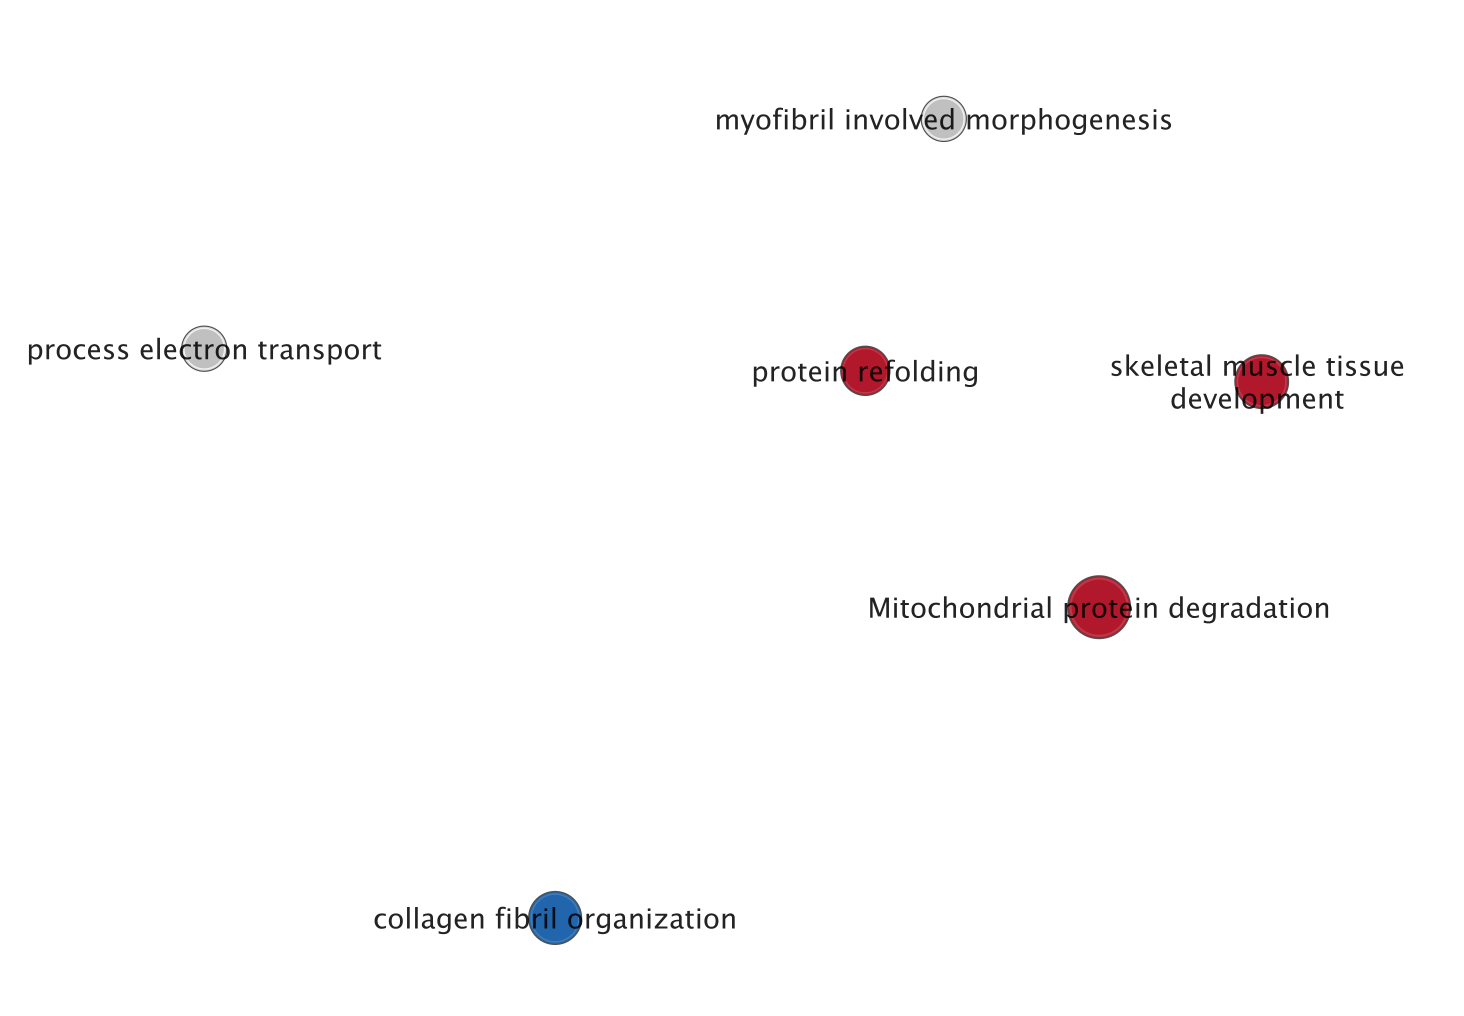 myofibril involved morphogenesis
process electron transport
protein refolding
skeletal muscle tissue
development
Mitochondrial protein degradation
collagen fibril organization